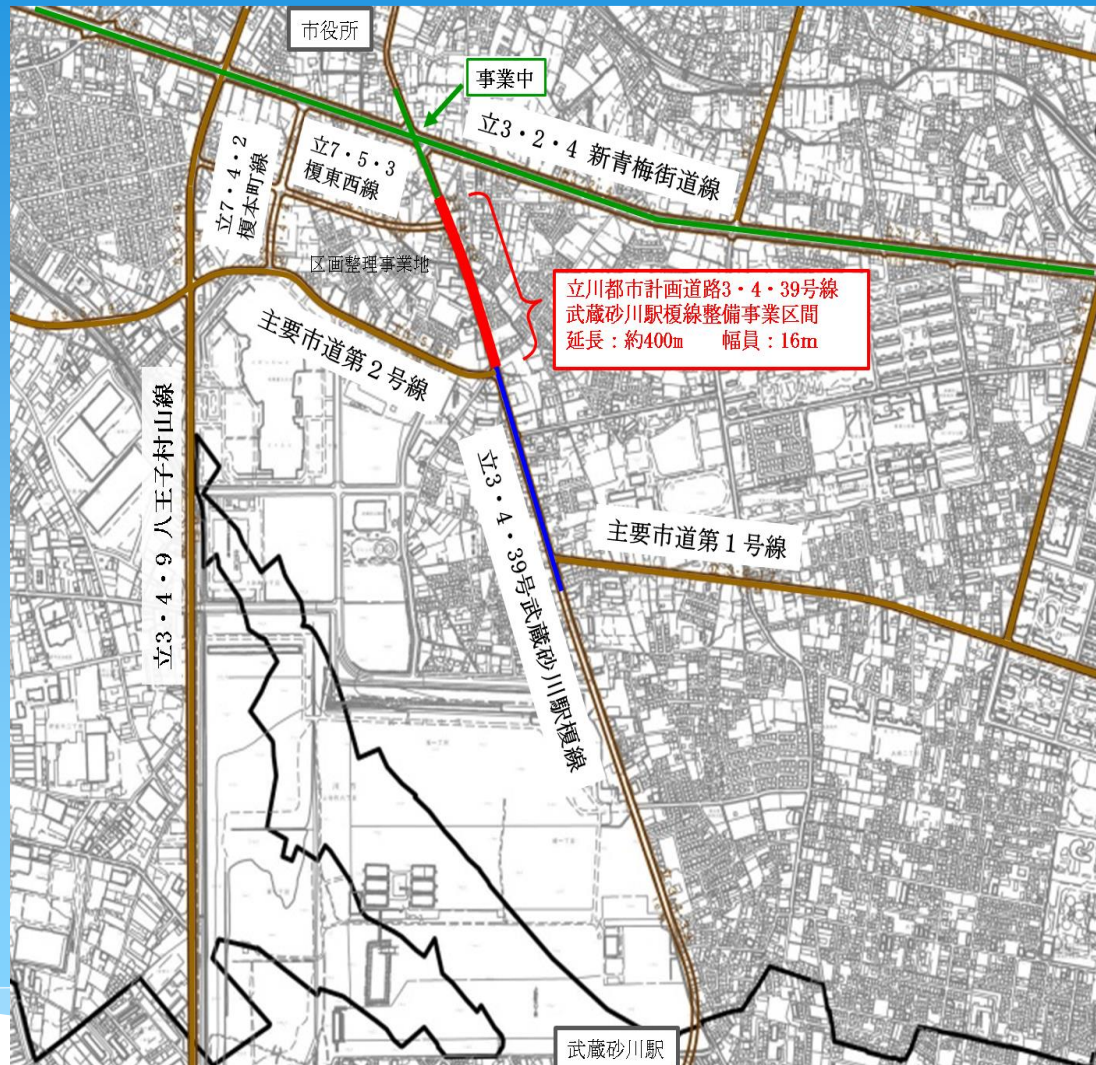 市役所
事業中
立3・2・4 新青梅街道線
立7・5・3
榎東西線
立7・4・2
榎本町線
区画整理事業地
立川都市計画道路3・4・39号線
武蔵砂川駅榎線整備事業区間
延長：約400m　幅員：16m
主要市道第２号線
立3・4・9 八王子村山線
立3・4・39号武蔵砂川駅榎線
主要市道第１号線
武蔵砂川駅